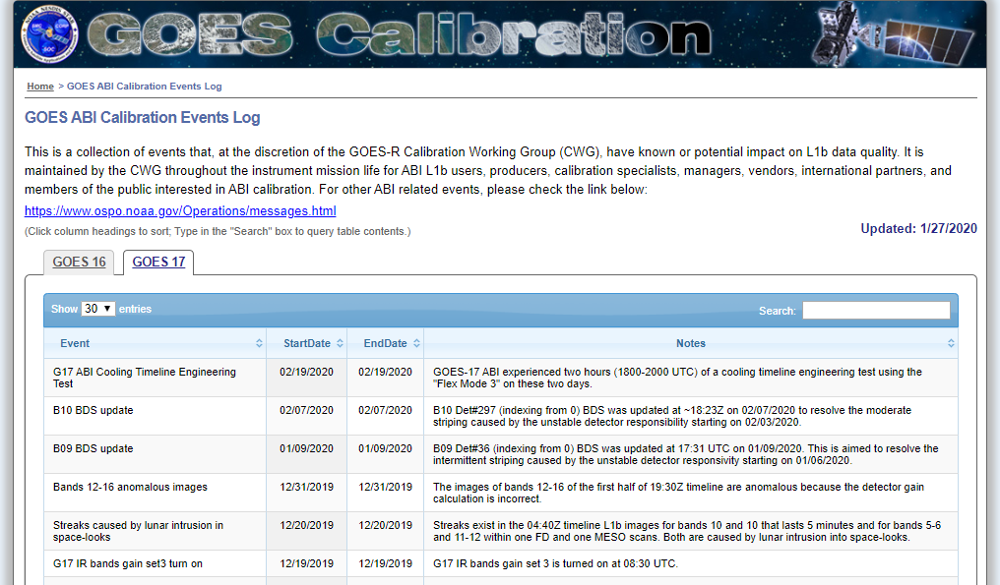 GOES Calibration
Home > GOES ABI Calibration Events Log
GOES ABI Calibration Events Log
This is a collection of events that, at the discretion of the GOES-R Calibration Working Group (CWG), have known or potential impact on L1b data quality. It is
maintained by the CWG throughout the instrument mission life for ABI L1b users, producers, calibration specialists, managers, vendors, international partners, and
members of the public interested in ABI calibration. For other ABI related events, please check the link below:
https://www.ospo.noaa.gov/Operations/messages.html
(Click column headings to sort; Type in the "Search" box to query table contents.)
Updated: 1/27/2020
GOES 16 GOES 17
Show 30 entries Search:
Event StartDate EndDate Notes
G17 ABI Cooling Timeline Engineering 02/19/2020 02/19/2020 GOES-17 ABI experienced two hours (1800-2000 UTC) of a cooling timeline engineering test using the
Test "Flex Mode 3" on these two days.
B10 BDS update 02/07/2020 02/07/2020 B10 Det#297 (indexing from 0) BDS was updated at ~18:23Z on 02/07/2020 to resolve the moderate
striping caused by the unstable detector responsibility starting on 02/03/2020.
B09 BDS update 01/09/2020 01/09/2020 B09 Det#36 (indexing from 0) BDS was updated at 17:31 UTC on 01/09/2020. This is aimed to resolve the
intermittent striping caused by the unstable detector responsivity starting on 01/06/2020.
Bands 12-16 anomalous images 12/31/2019 12/31/2019 The images of bands 12-16 of the first half of 19:30Z timeline are anomalous because the detector gain
calculation is incorrect.
Streaks caused by lunar intrusion in 12/20/2019 12/20/2019 Streaks exist in the 04:40Z timeline L1b images for bands 10 and 10 that lasts 5 minutes and for bands 5-6
space-looks and 11-12 within one FD and one MESO scans. Both are caused by lunar intrusion into space-looks.
G17 IR bands gain set3 turn on 12/19/2019 12/19/2019 G17 IR bands gain set 3 is turned on at 08:30 UTC.